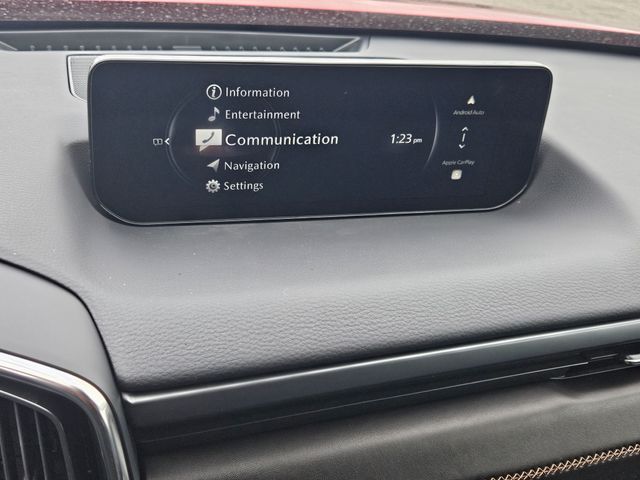 Information
Entertainment
Communication
Navigation
Settings
1:23 pm
Android Auto
Apple CarPlay